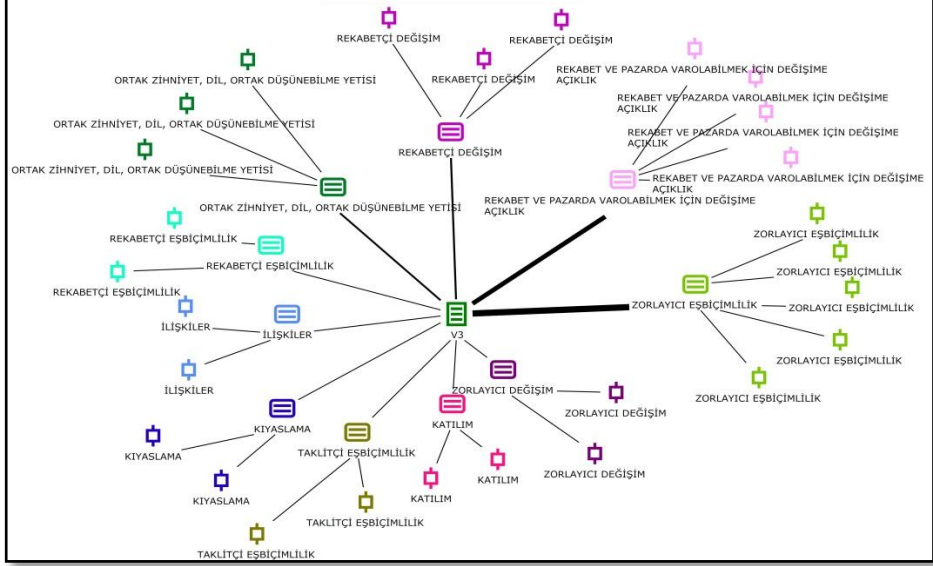 REKABETÇİ DEĞİŞİM
REKABETÇİ DEĞİŞİM
REKABETÇİ DEĞİŞİM
ORTAK ZİHNİYET, DİL, ORTAK DÜŞÜNEBİLME YETİSİ
REKABET VE PAZARDA VAROLABİLMEK İÇİN DEĞİŞİME
AÇIKLIK
REKABET VE PAZARDA VAROLABİLMEK İÇİN DEĞİŞİME
AÇIKLIK
ORTAK ZİHNİYET, DİL, ORTAK DÜŞÜNEBİLME YETİSİ
REKABET VE PAZARDA VAROLABİLMEK İÇİN DEĞİŞİME
AÇIKLIK
REKABETÇİ DEĞİŞİM
ORTAK ZİHNİYET, DİL, ORTAK DÜŞÜNEBİLME YETİSİ
REKABET VE PAZARDA VAROLABİLMEK İÇİN DEĞİŞİME
AÇIKLIK
ORTAK ZİHNİYET, DİL, ORTAK DÜŞÜNEBİLME YETİSİ
REKABET VE PAZARDA VAROLABİLMEK İÇİN DEĞİŞİME
AÇIKLIK
ZORLAYICI EŞBİÇİMLİLİK
REKABETÇİ EŞBİÇİMLİLİK
REKABETÇİ EŞBİÇİMLİLİK
ZORLAYICI EŞBİÇİMLİLİK
REKABETÇİ EŞBİÇİMLİLİK
ZORLAYICI EŞBİÇİMLİLİK
ZORLAYICI EŞBİÇİMLİLİK
İLİŞKİLER
İLİŞKİLER
V3
ZORLAYICI EŞBİÇİMLİLİK
İLİŞKİLER
ZORLAYICI DEĞİŞİM
ZORLAYICI EŞBİÇİMLİLİK
ZORLAYICI DEĞİŞİM
KIYASLAMA
KATILIM
KIYASLAMA
TAKLİTÇİ EŞBİÇİMLİLİK
ZORLAYICI DEĞİŞİM
KATILIM
KIYASLAMA
KATILIM
TAKLİTÇİ EŞBİÇİMLİLİK
TAKLİTÇİ EŞBİÇİMLİLİK